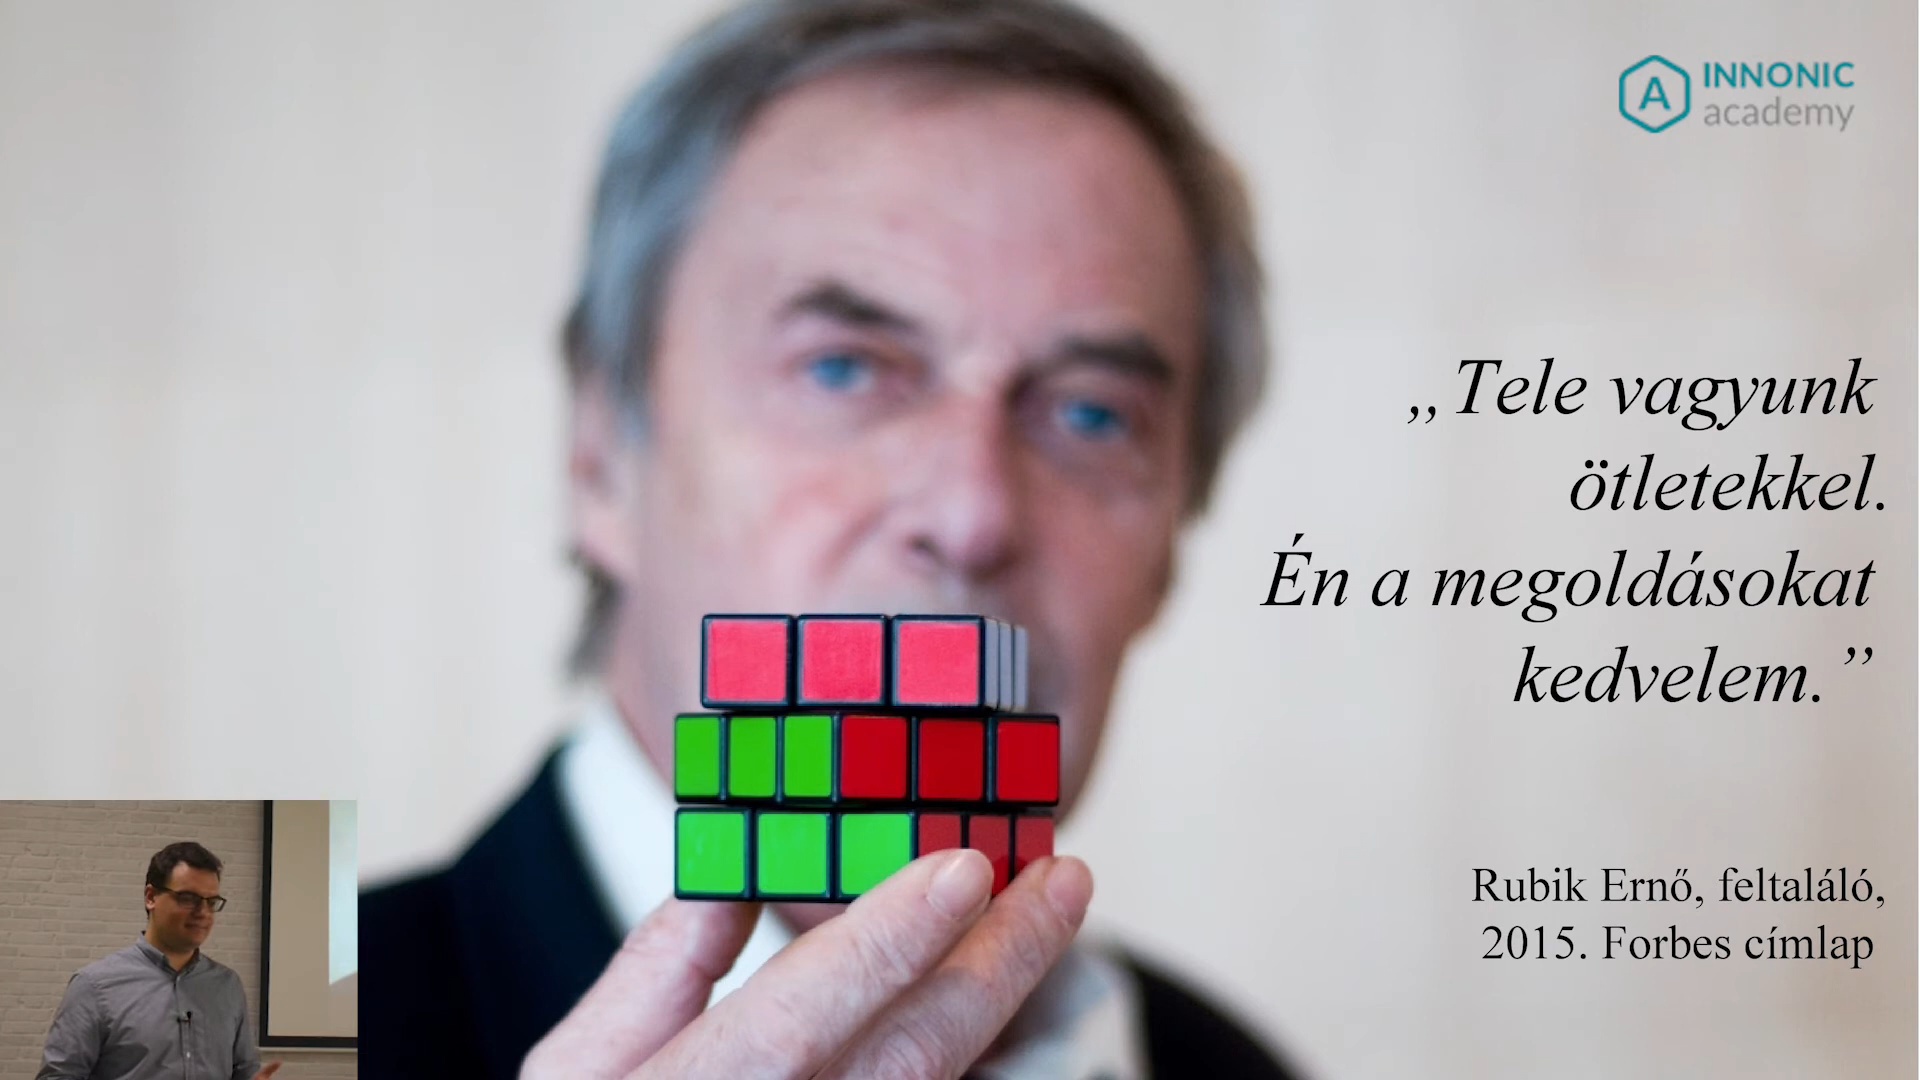 A INNONIC
academy
„Tele vagyunk
ötletekkel.
Én a megoldásokat
kedvelem.”
Rubik Ernő, feltaláló,
2015. Forbes címlap